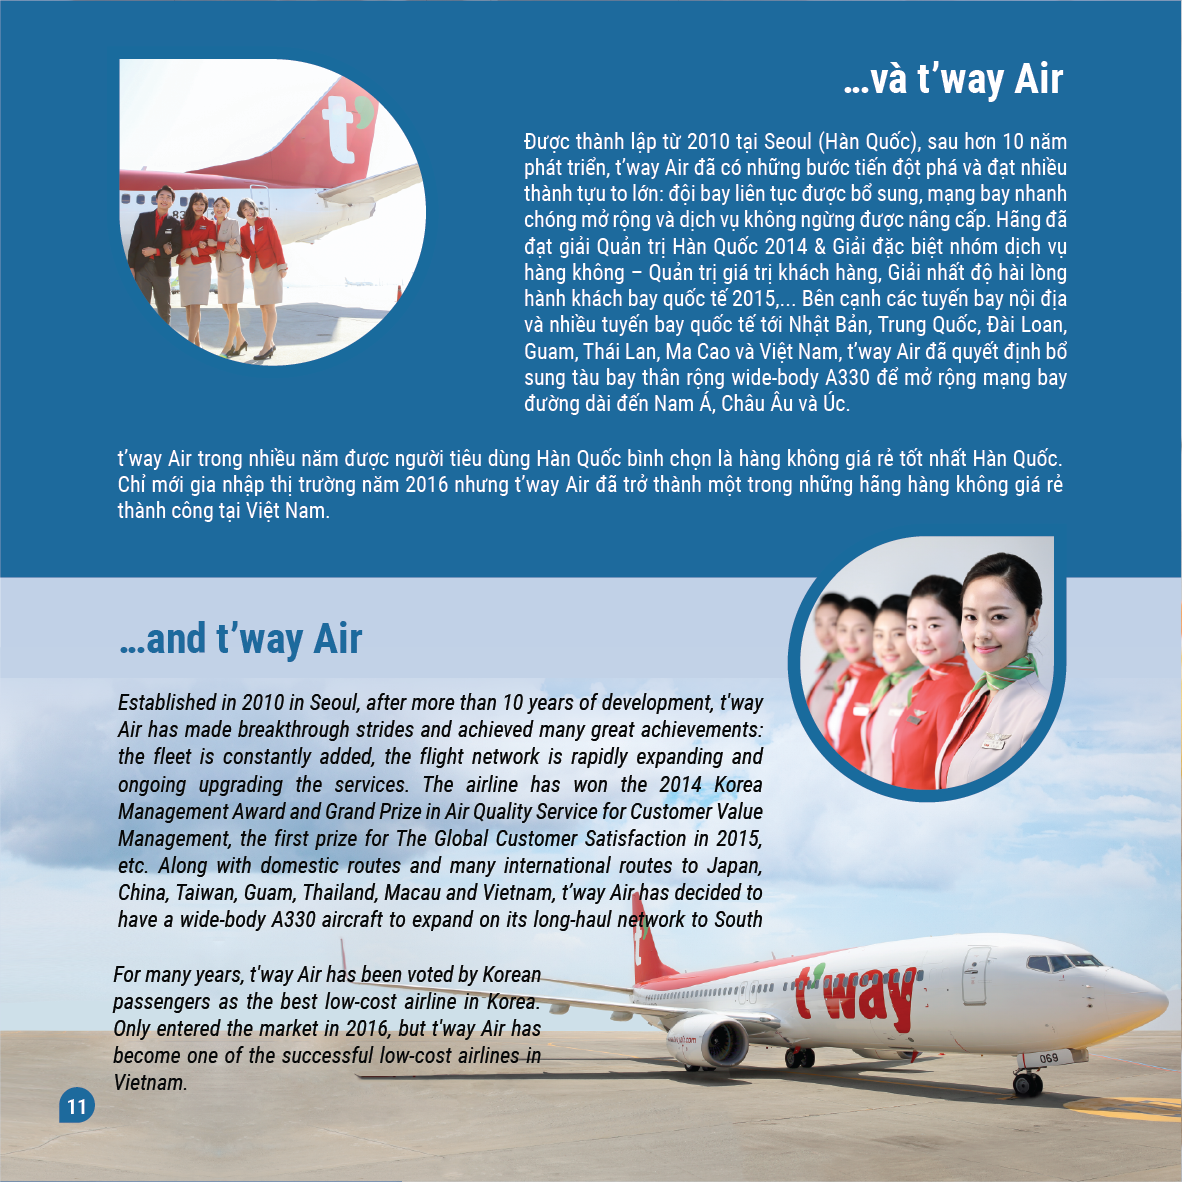 ...và t’way Air
Được thành lập từ 2010 tại Seoul (Hàn Quốc), sau hơn 10 năm
phát triển, t’way Air đã có những bước tiến đột phá và đạt nhiều
thành tựu to lớn: đội bay liên tục được bổ sung, mạng bay nhanh
chóng mở rộng và dịch vụ không ngừng được nâng cấp. Hãng đã
đạt giải Quản trị Hàn Quốc 2014 & Giải đặc biệt nhóm dịch vụ
hàng không – Quản trị giá trị khách hàng, Giải nhất độ hài lòng
hành khách bay quốc tế 2015,... Bên cạnh các tuyến bay nội địa
và nhiều tuyến bay quốc tế tới Nhật Bản, Trung Quốc, Đài Loan,
Guam, Thái Lan, Ma Cao và Việt Nam, t’way Air đã quyết định bổ
sung tàu bay thân rộng wide-body A330 để mở rộng mạng bay
đường dài đến Nam Á, Châu Âu và Úc.
t’way Air trong nhiều năm được người tiêu dùng Hàn Quốc bình chọn là hàng không giá rẻ tốt nhất Hàn Quốc.
Chỉ mới gia nhập thị trường năm 2016 nhưng t’way Air đã trở thành một trong những hãng hàng không giá rẻ
thành công tại Việt Nam.
t’
83
...and t’way Air
Established in 2010 in Seoul, after more than 10 years of development, t'way
Air has made breakthrough strides and achieved many great achievements:
the fleet is constantly added, the flight network is rapidly expanding and
ongoing upgrading the services. The airline has won the 2014 Korea
Management Award and Grand Prize in Air Quality Service for Customer Value
Management, the first prize for The Global Customer Satisfaction in 2015,
etc. Along with domestic routes and many international routes to Japan,
China, Taiwan, Guam, Thailand, Macau and Vietnam, t’way Air has decided to
have a wide-body A330 aircraft to expand on its long-haul network to South
For many years, t'way Air has been voted by Korean
passengers as the best low-cost airline in Korea.
Only entered the market in 2016, but t'way Air has
become one of the successful low-cost airlines in
Vietnam.
t’
t’way
069
11